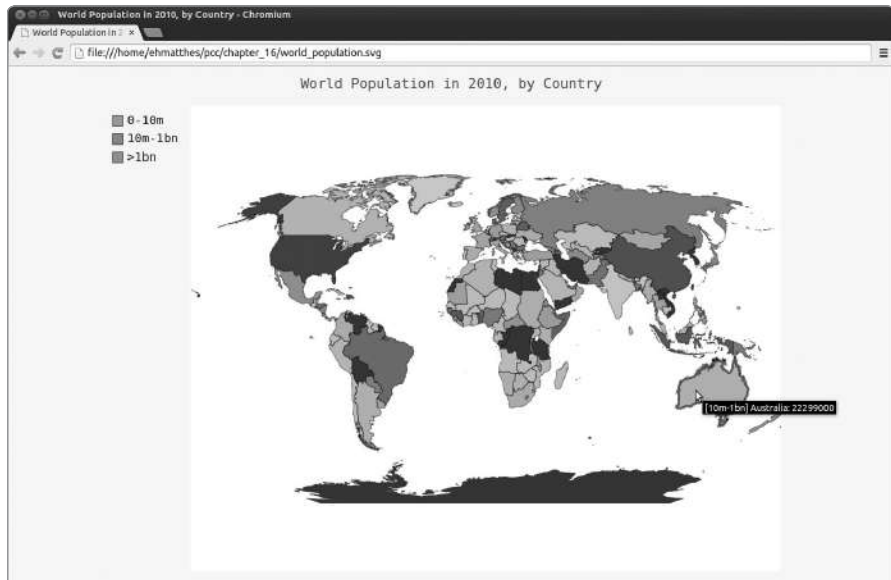 World Population in 2010, by Country - Chromium
World Population in 2
file:///home/ehmatthes/pcc/chapter_16/world_population.svg
World Population in 2010, by Country
0-10m
10m-1bn
>1bn
[10m-1bn] Australia: 22299000